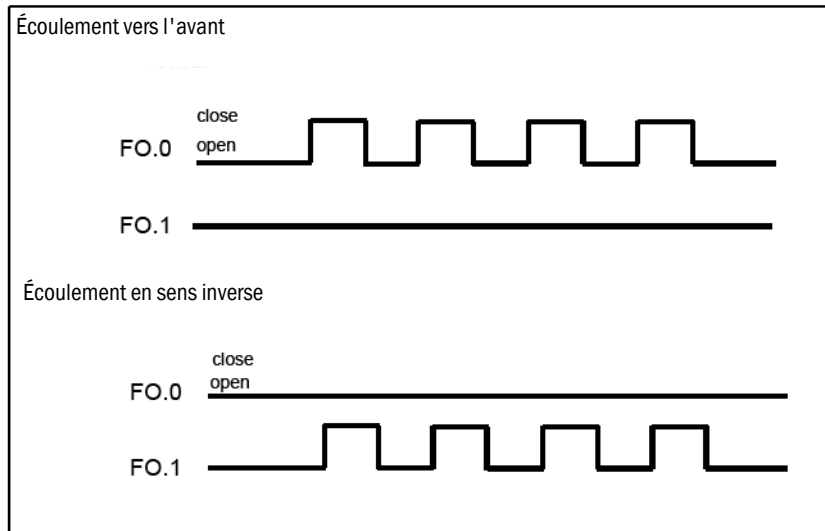 Écoulement vers l'avant
close
FO.0 open
FO.1
Écoulement en sens inverse
close
FO.0 open
FO.1